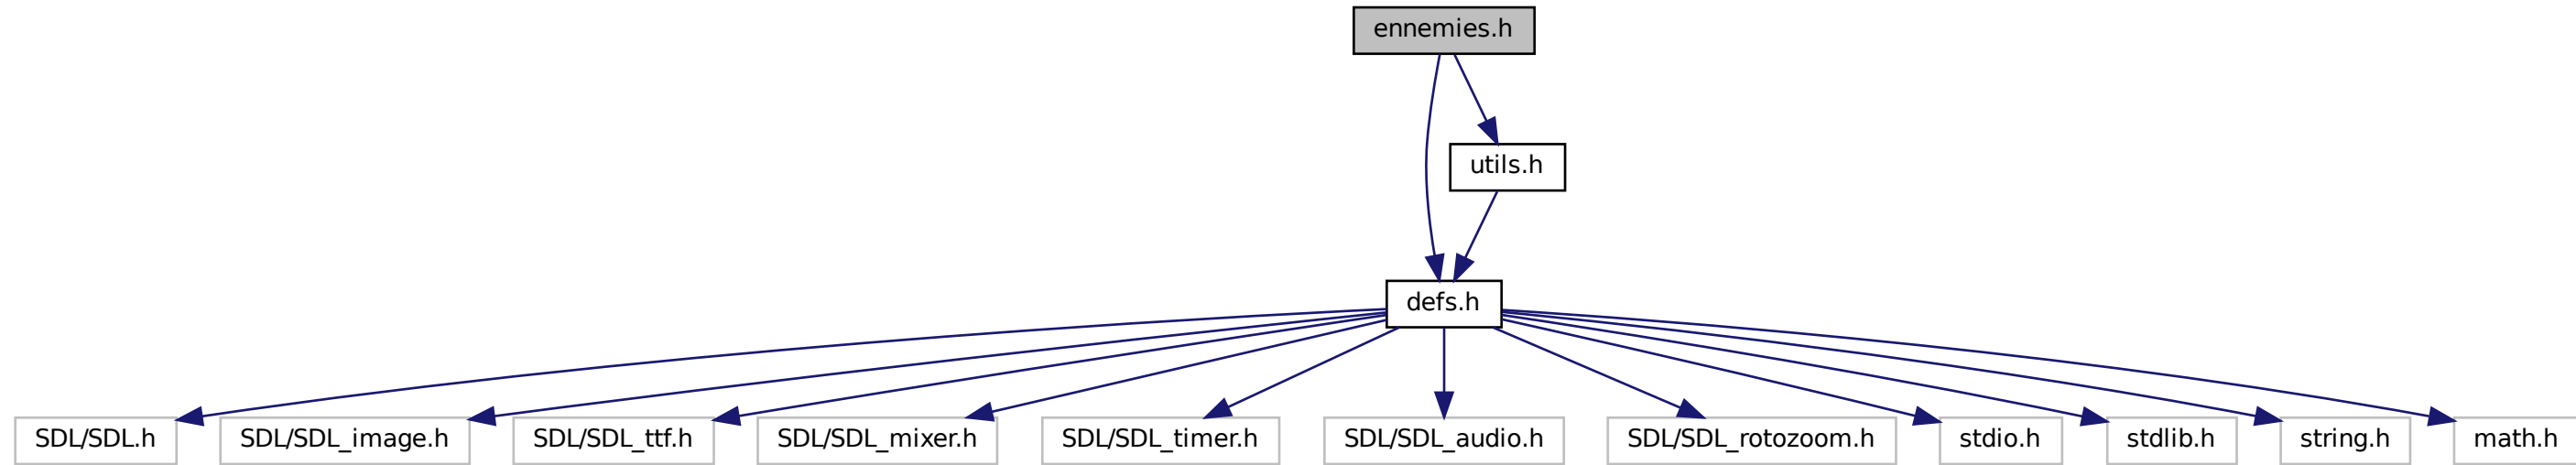 ennemies.h
utils.h
defs.h
SDL/SDL.h
SDL/SDL_image.h
SDL/SDL_ttf.h
SDL/SDL_mixer.h
SDL/SDL_timer.h
SDL/SDL_audio.h
SDL/SDL_rotozoom.h
stdio.h
stdlib.h
string.h
math.h